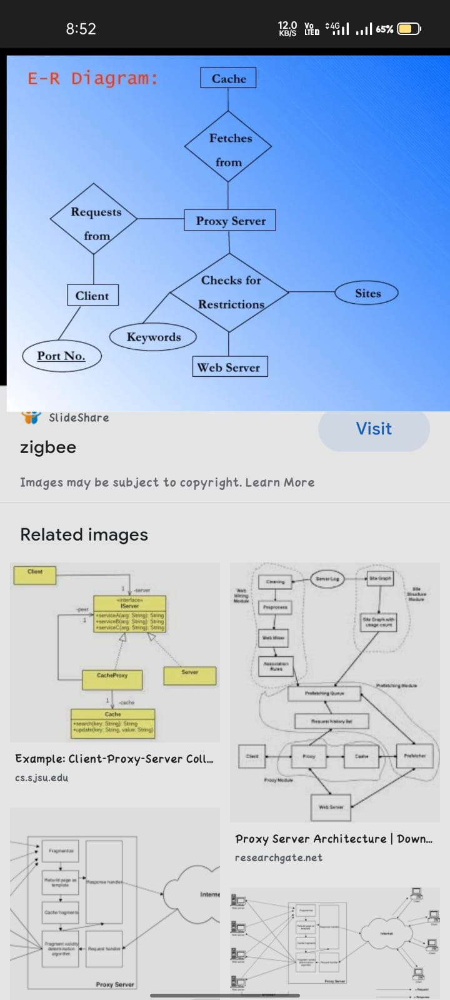 8:52
12.0
KB/S
Vo
LTED
4G
65%
E-R Diagram:
Cache
Fetches
from
Requests
from
Proxy Server
Checks for
Restrictions
Sites
Client
Keywords
Port No.
Web Server
SlideShare
Visit
zigbee
Images may be subject to copyright. Learn More
Related images
Client
1
-server
«interface»
IServer
+serviceA(arg: String): String
+serviceB(arg: String): String
+serviceC(arg: String): String
-peer
1
CacheProxy
Server
1
-cache
Cache
+search(key: String): String
+update(key: String, value: String)
Example: Client-Proxy-Server Coll...
cs.sjsu.edu
Cleaning
Server Log
Site Graph
Web
Mining
Module
Site
Structure
Module
Preprocess
Site Graph with
usage count
Web Miner
Association
Rules
Prefetching Module
Prefetching Queue
Request history list
Client
Proxy
Cache
Prefetcher
Proxy Module
Web Server
Proxy Server Architecture | Down...
researchgate.net
Fragmentize
Rebuild page as
template
Response handler
Cache fragments
Interne
Fragment validity
determination
algorithm
Request handler
Proxy Server
Internet
Proxy Server